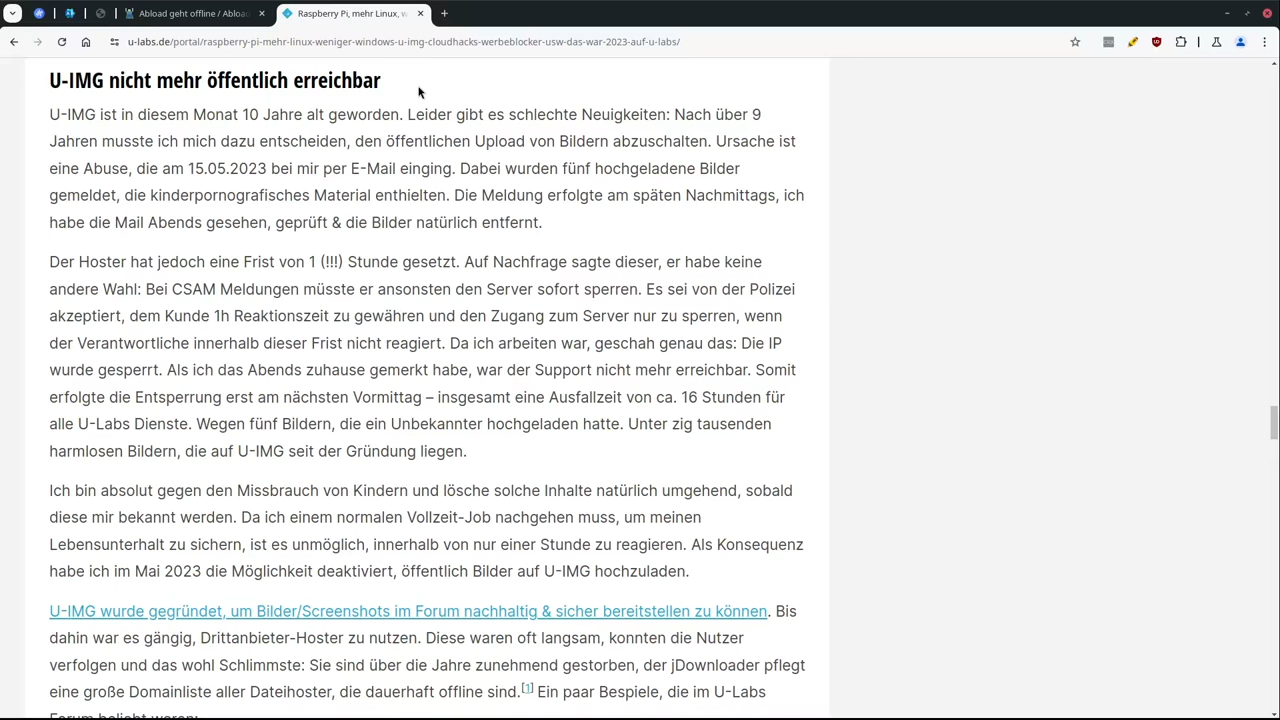 Abload geht offline / Abload
Raspberry Pi, mehr Linux, w
u-labs.de/portal/raspberry-pi-mehr-linux-weniger-windows-u-img-cloudhacks-werbeblocker-usw-das-war-2023-auf-u-labs/
U-IMG nicht mehr öffentlich erreichbar
U-IMG ist in diesem Monat 10 Jahre alt geworden. Leider gibt es schlechte Neuigkeiten: Nach über 9
Jahren musste ich mich dazu entscheiden, den öffentlichen Upload von Bildern abzuschalten. Ursache ist
eine Abuse, die am 15.05.2023 bei mir per E-Mail einging. Dabei wurden fünf hochgeladene Bilder
gemeldet, die kinderpornografisches Material enthielten. Die Meldung erfolgte am späten Nachmittags, ich
habe die Mail Abends gesehen, geprüft & die Bilder natürlich entfernt.
Der Hoster hat jedoch eine Frist von 1 (!!!) Stunde gesetzt. Auf Nachfrage sagte dieser, er habe keine
andere Wahl: Bei CSAM Meldungen müsste er ansonsten den Server sofort sperren. Es sei von der Polizei
akzeptiert, dem Kunde 1h Reaktionszeit zu gewähren und den Zugang zum Server nur zu sperren, wenn
der Verantwortliche innerhalb dieser Frist nicht reagiert. Da ich arbeiten war, geschah genau das: Die IP
wurde gesperrt. Als ich das Abends zuhause gemerkt habe, war der Support nicht mehr erreichbar. Somit
erfolgte die Entsperrung erst am nächsten Vormittag – insgesamt eine Ausfallzeit von ca. 16 Stunden für
alle U-Labs Dienste. Wegen fünf Bildern, die ein Unbekannter hochgeladen hatte. Unter zig tausenden
harmlosen Bildern, die auf U-IMG seit der Gründung liegen.
Ich bin absolut gegen den Missbrauch von Kindern und lösche solche Inhalte natürlich umgehend, sobald
diese mir bekannt werden. Da ich einem normalen Vollzeit-Job nachgehen muss, um meinen
Lebensunterhalt zu sichern, ist es unmöglich, innerhalb von nur einer Stunde zu reagieren. Als Konsequenz
habe ich im Mai 2023 die Möglichkeit deaktiviert, öffentlich Bilder auf U-IMG hochzuladen.
U-IMG wurde gegründet, um Bilder/Screenshots im Forum nachhaltig & sicher bereitstellen zu können. Bis
dahin war es gängig, Drittanbieter-Hoster zu nutzen. Diese waren oft langsam, konnten die Nutzer
verfolgen und das wohl Schlimmste: Sie sind über die Jahre zunehmend gestorben, der jDownloader pflegt
eine große Domainliste aller Dateihoster, die dauerhaft offline sind.[1] Ein paar Bespiele, die im U-Labs
Forum beliebt waren: